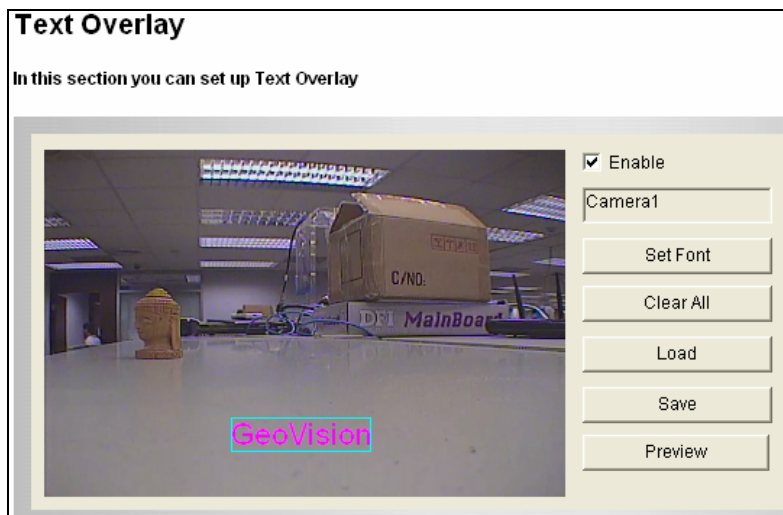 Text Overlay
In this section you can set up Text Overlay
Enable
Camera1
Set Font
Clear All
Load
Save
Preview
C/NO:
DFI MainBoard
GeoVision